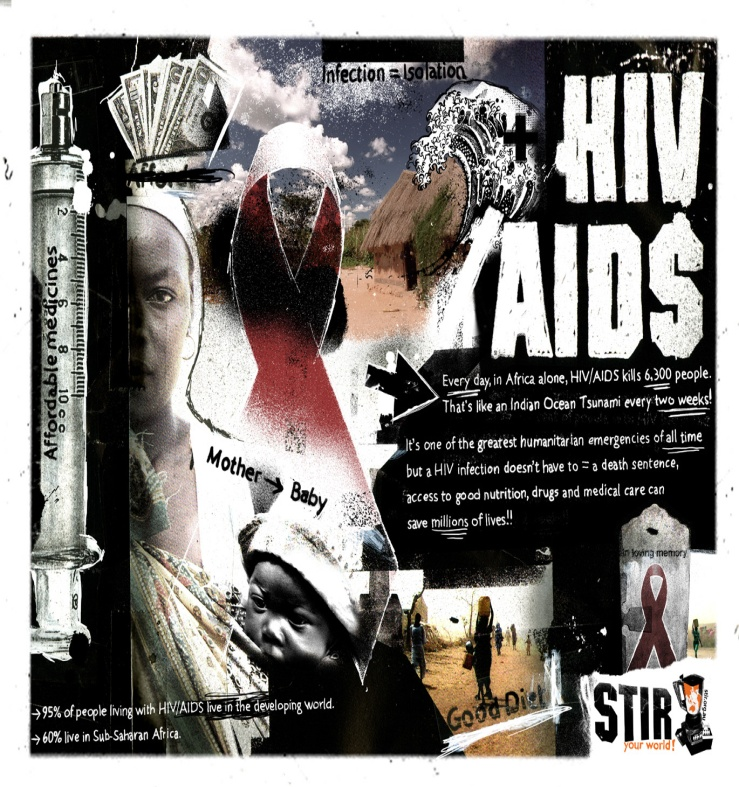 Infection = Isolation
HIV
AIDS
Affordable medicines
2
4
6
8
10
Every day, in Africa alone, HIV/AIDS kills 6,300 people.
That's like an Indian Ocean Tsunami every two weeks!
It's one of the greatest humanitarian emergencies of all time
but a HIV infection doesn't have to = a death sentence,
access to good nutrition, drugs and medical care can
save millions of lives!!
Mother → Baby
In loving memory
Good Diet
→ 95% of people living with HIV/AIDS live in the developing world.
→ 60% live in Sub-Saharan Africa.
STIR
your world!